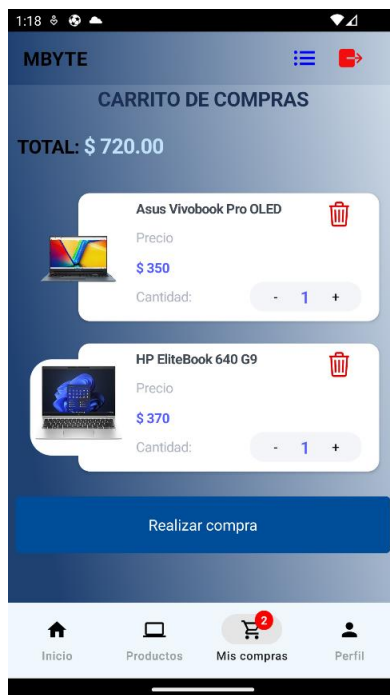 1:18
MBYTE
CARRITO DE COMPRAS
TOTAL: $ 720.00
Asus Vivobook Pro OLED
Precio
$ 350
Cantidad: - 1 +
HP EliteBook 640 G9
Precio
$ 370
Cantidad: - 1 +
Realizar compra
2
Inicio Productos Mis compras Perfil